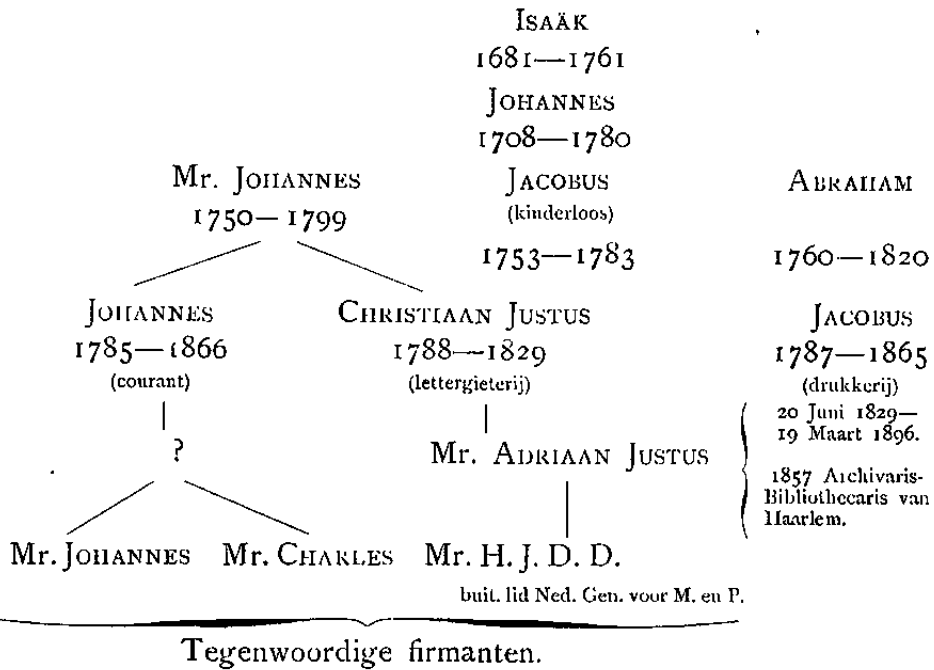 Isaäk
1681—1761
Johannes
1708—1780
Mr. Johannes
1750—1799
Jacobus
(kinderloos)
1753—1783
Abraham
1760—1820
Johannes
1785—1866
(courant)
Christiaan Justus
1788—1829
(lettergieterij)
Jacobus
1787—1865
(drukkerij)
?
Mr. Adriaan Justus
20 Juni 1829—
19 Maart 1896.
1857 Archivaris-
Bibliothecaris van
Haarlem.
Mr. Johannes
Mr. Charles
Mr. H. J. D. D.
buit. lid Ned. Gen. voor M. en P.
Tegenwoordige firmanten.